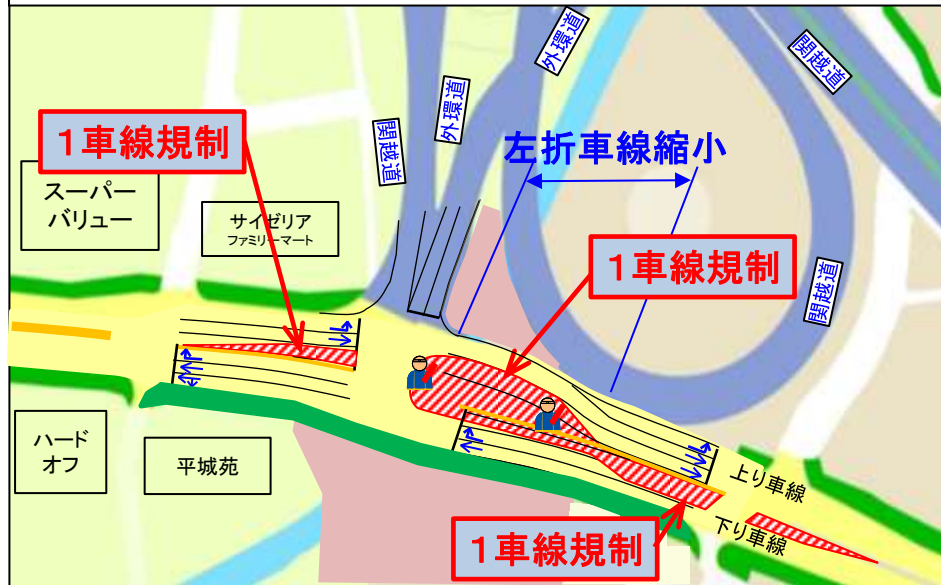 関越道
外環道
外環道
関越道
1車線規制
左折車線縮小
スーパー
バリュー
サイゼリア
ファミリーマート
1車線規制
関越道
ハード
オフ
平城苑
上り車線
下り車線
1車線規制